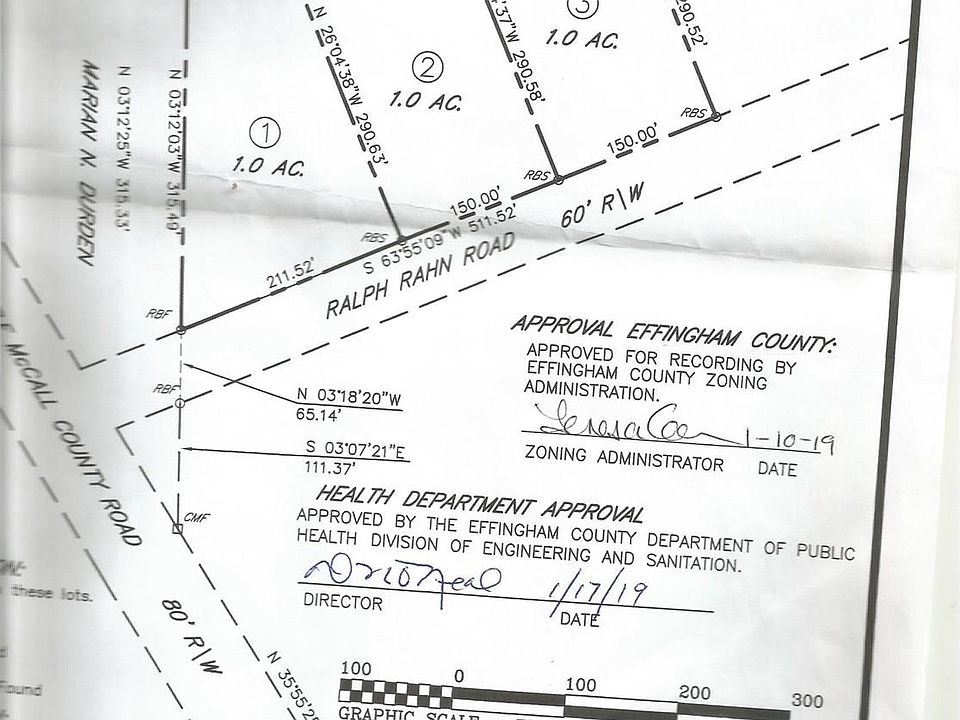 3
1.0 AC.
290.52'
'37"W 290.58'
2
1.0 AC.
N 26°04'38"W 290.63'
1
1.0 AC.
MARIAN N. DURDEN
N 03°12'25"W 315.33'
N 03°12'03"W 315.49'
RBS
150.00'
RBS
150.00'
RBS
S 63°55'09"W 511.52'
211.52'
60' R\W
RALPH RAHN ROAD
RBF
RBF
N 03°18'20"W
65.14'
S 03°07'21"E
111.37'
CMF
McCALL COUNTY ROAD
80' R\W
N 35°55'2
APPROVAL EFFINGHAM COUNTY:
APPROVED FOR RECORDING BY
EFFINGHAM COUNTY ZONING
ADMINISTRATION.
1-10-19
ZONING ADMINISTRATOR DATE
HEALTH DEPARTMENT APPROVAL
APPROVED BY THE EFFINGHAM COUNTY DEPARTMENT OF PUBLIC
HEALTH DIVISION OF ENGINEERING AND SANITATION.
1/17/19
DIRECTOR DATE
these lots.
Found
100 0 100 200 300
GRAPHIC SCALE